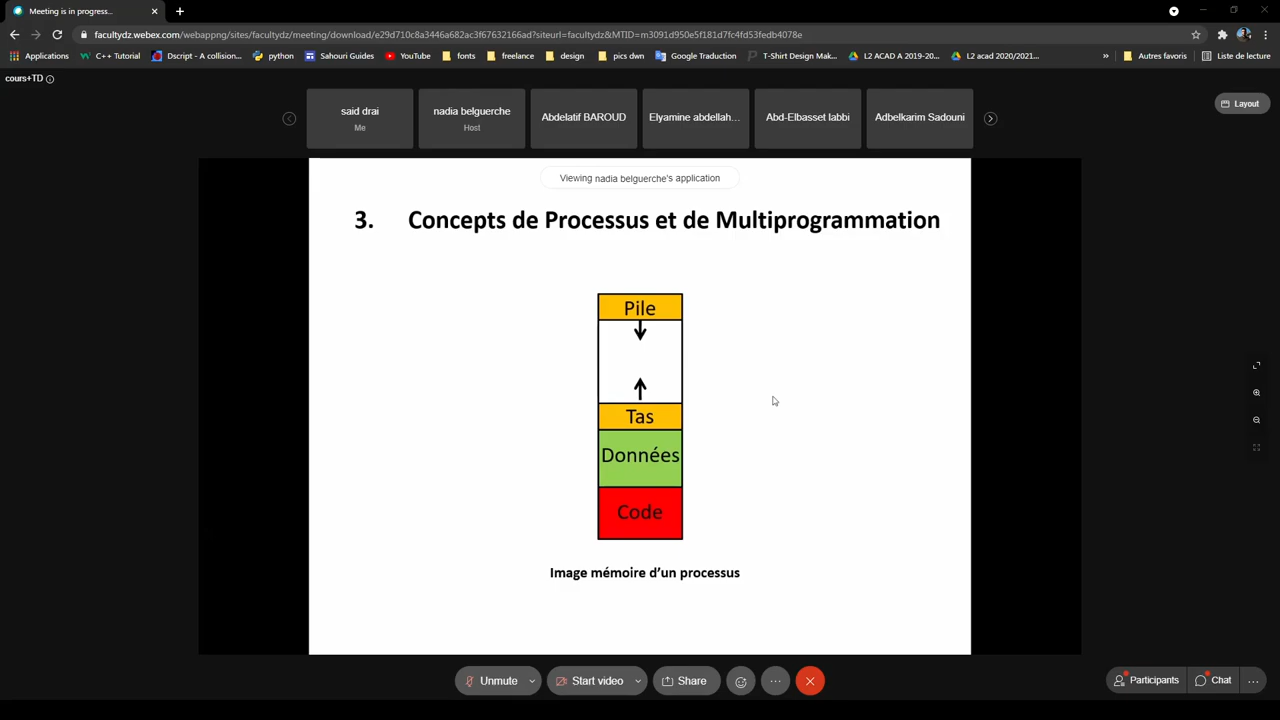 Meeting is in progress...
facultydz.webex.com/webappng/sites/facultydz/meeting/download/e29d710c8a3446a682ac3f67632166ad?siteurl=facultydz&MTID=m3091d950e5f181d7fc4fd53fedb4078e
Applications C++ Tutorial Dscript - A collision... python Sahouri Guides YouTube fonts freelance design pics dwn Google Traduction T-Shirt Design Mak... L2 ACAD A 2019-20... L2 acad 2020/2021... » Autres favoris Liste de lecture
cours+TD
Layout
said drai
Me
nadia belguerche
Host
Abdelatif BAROUD
Elyamine abdellah...
Abd-Elbasset labbi
Adbelkarim Sadouni
Viewing nadia belguerche's application
3. Concepts de Processus et de Multiprogrammation
Pile
Tas
Données
Code
Image mémoire d'un processus
Unmute Start video Share Participants Chat